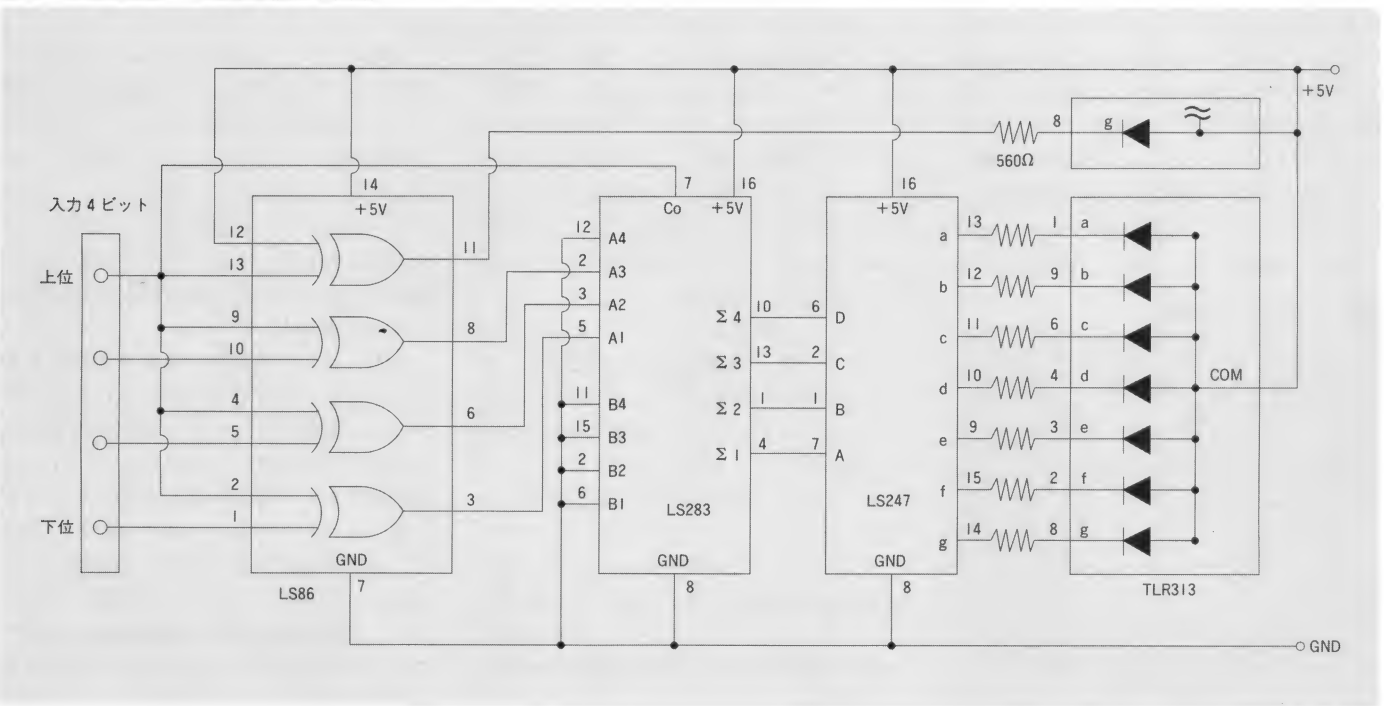 +5V
g
8
560Ω
14
+5V
7
16
Co
+5V
16
+5V
入力4ビット
12
13
11
上位
9
10
8
4
5
6
2
1
3
下位
GND
7
LS86
12
A4
2
A3
3
A2
5
A1
11
B4
15
B3
2
B2
6
B1
Σ4
10
Σ3
13
Σ2
1
Σ1
4
LS283
GND
8
6
D
2
C
1
B
7
A
a
13
1
a
b
12
9
b
c
11
6
c
d
10
4
d
e
9
3
e
f
15
2
f
g
14
8
g
LS247
GND
8
COM
TLR313
GND